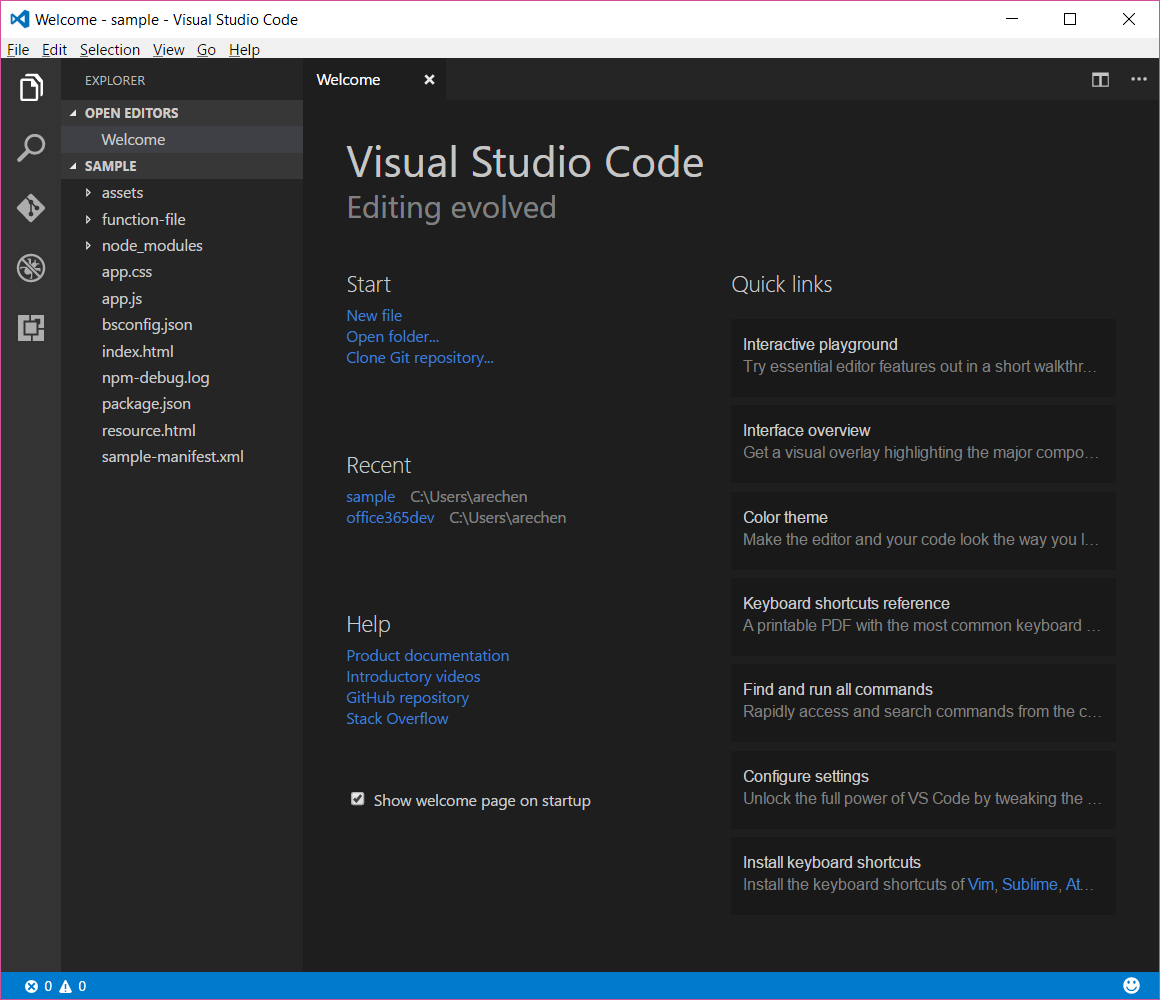 Welcome - sample - Visual Studio Code
File Edit Selection View Go Help
EXPLORER
OPEN EDITORS
Welcome
SAMPLE
assets
function-file
node_modules
app.css
app.js
bsconfig.json
index.html
npm-debug.log
package.json
resource.html
sample-manifest.xml
Welcome
Visual Studio Code
Editing evolved
Start
New file
Open folder...
Clone Git repository...
Recent
sample C:\Users\arechen
office365dev C:\Users\arechen
Help
Product documentation
Introductory videos
GitHub repository
Stack Overflow
Show welcome page on startup
Quick links
Interactive playground
Try essential editor features out in a short walkthr...
Interface overview
Get a visual overlay highlighting the major compo...
Color theme
Make the editor and your code look the way you l...
Keyboard shortcuts reference
A printable PDF with the most common keyboard ...
Find and run all commands
Rapidly access and search commands from the c...
Configure settings
Unlock the full power of VS Code by tweaking the ...
Install keyboard shortcuts
Install the keyboard shortcuts of Vim, Sublime, At...
0 0